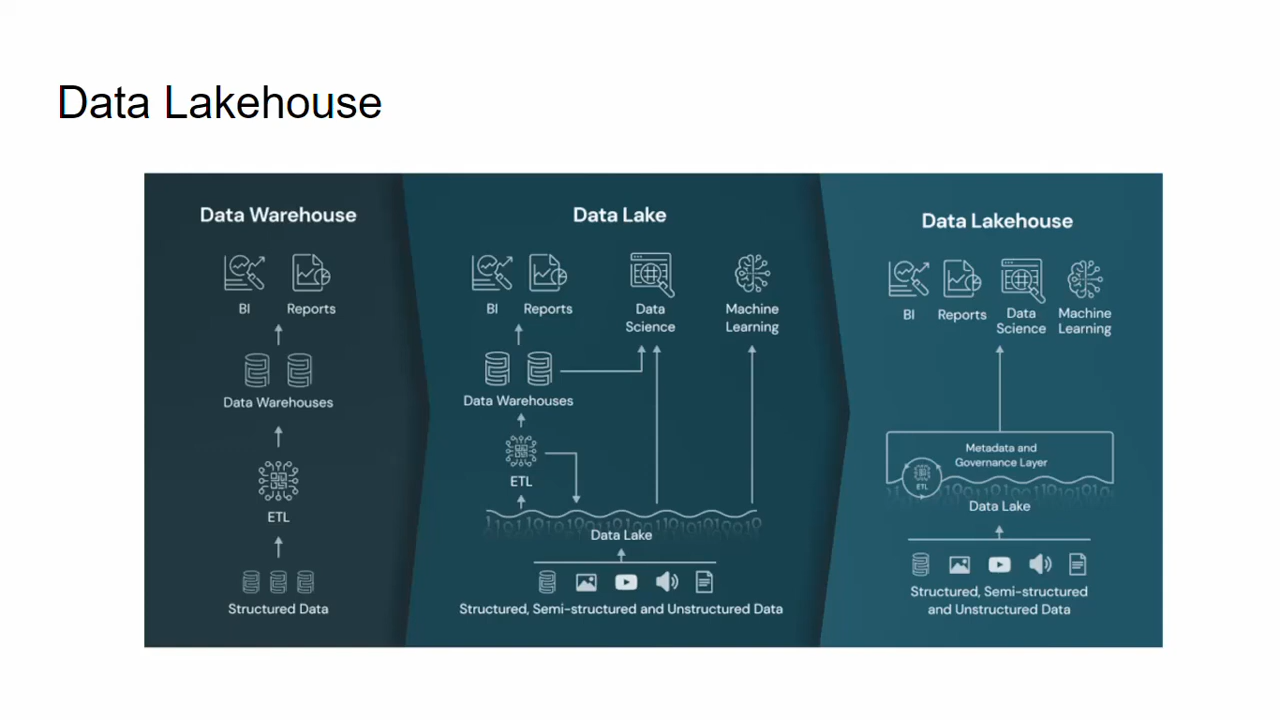 Data Lakehouse
Data Warehouse
BI
Reports
Data Warehouses
ETL
Structured Data
Data Lake
BI
Reports
Data
Science
Machine
Learning
Data Warehouses
ETL
Data Lake
Structured, Semi-structured and Unstructured Data
Data Lakehouse
BI
Reports
Data
Science
Machine
Learning
Metadata and
Governance Layer
ETL
Data Lake
Structured, Semi-structured
and Unstructured Data